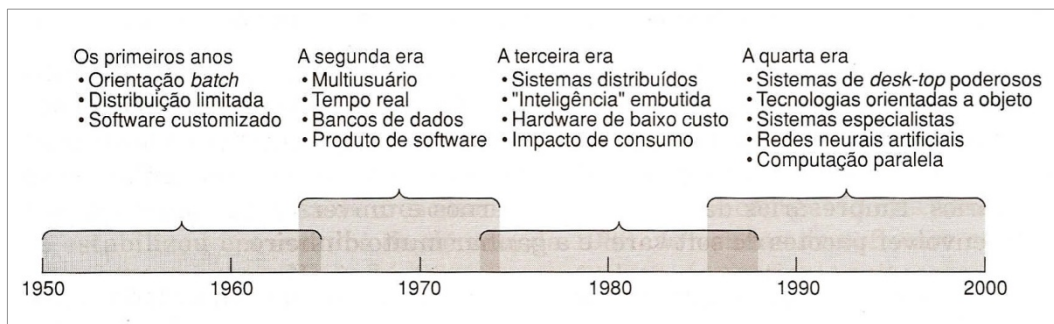 Os primeiros anos
• Orientação batch
• Distribuição limitada
• Software customizado
A segunda era
• Multiusuário
• Tempo real
• Bancos de dados
• Produto de software
A terceira era
• Sistemas distribuídos
• "Inteligência" embutida
• Hardware de baixo custo
• Impacto de consumo
A quarta era
• Sistemas de desk-top poderosos
• Tecnologias orientadas a objeto
• Sistemas especialistas
• Redes neurais artificiais
• Computação paralela
1950 1960 1970 1980 1990 2000